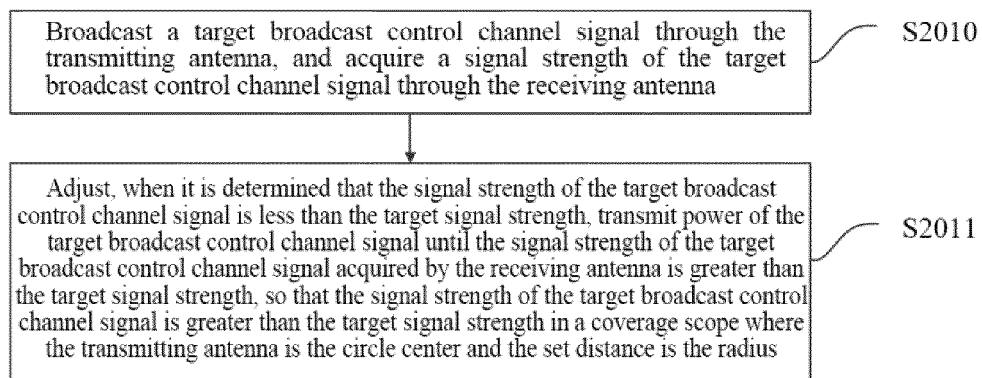 Broadcast a target broadcast control channel signal through the
transmitting antenna, and acquire a signal strength of the target
broadcast control channel signal through the receiving antenna
S2010
Adjust, when it is determined that the signal strength of the target broadcast
control channel signal is less than the target signal strength, transmit power of the
target broadcast control channel signal until the signal strength of the target
broadcast control channel signal acquired by the receiving antenna is greater than
the target signal strength, so that the signal strength of the target broadcast control
channel signal is greater than the target signal strength in a coverage scope where
the transmitting antenna is the circle center and the set distance is the radius
S2011